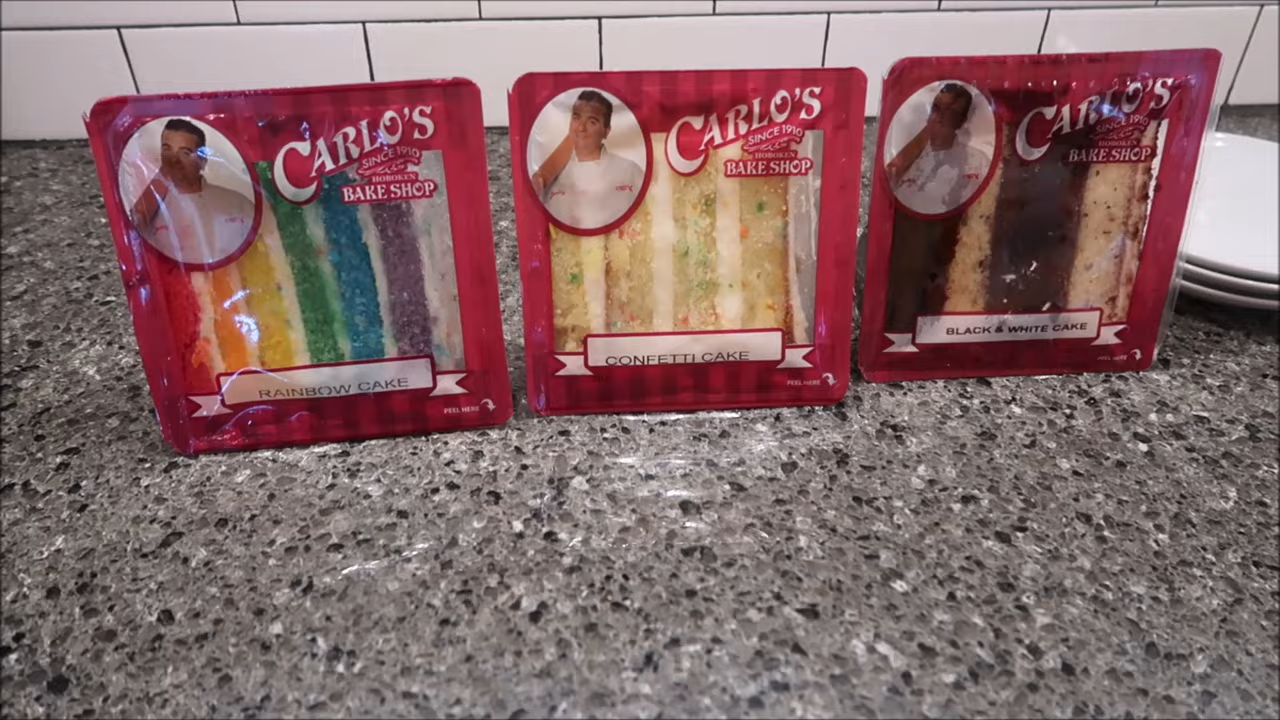 CARLO'S
SINCE 1910
HOBOKEN
BAKE SHOP
RAINBOW CAKE
PEEL HERE
CARLO'S
SINCE 1910
HOBOKEN
BAKE SHOP
CONFETTI CAKE
PEEL HERE
CARLO'S
SINCE 1910
HOBOKEN
BAKE SHOP
BLACK & WHITE CAKE
PEEL HERE